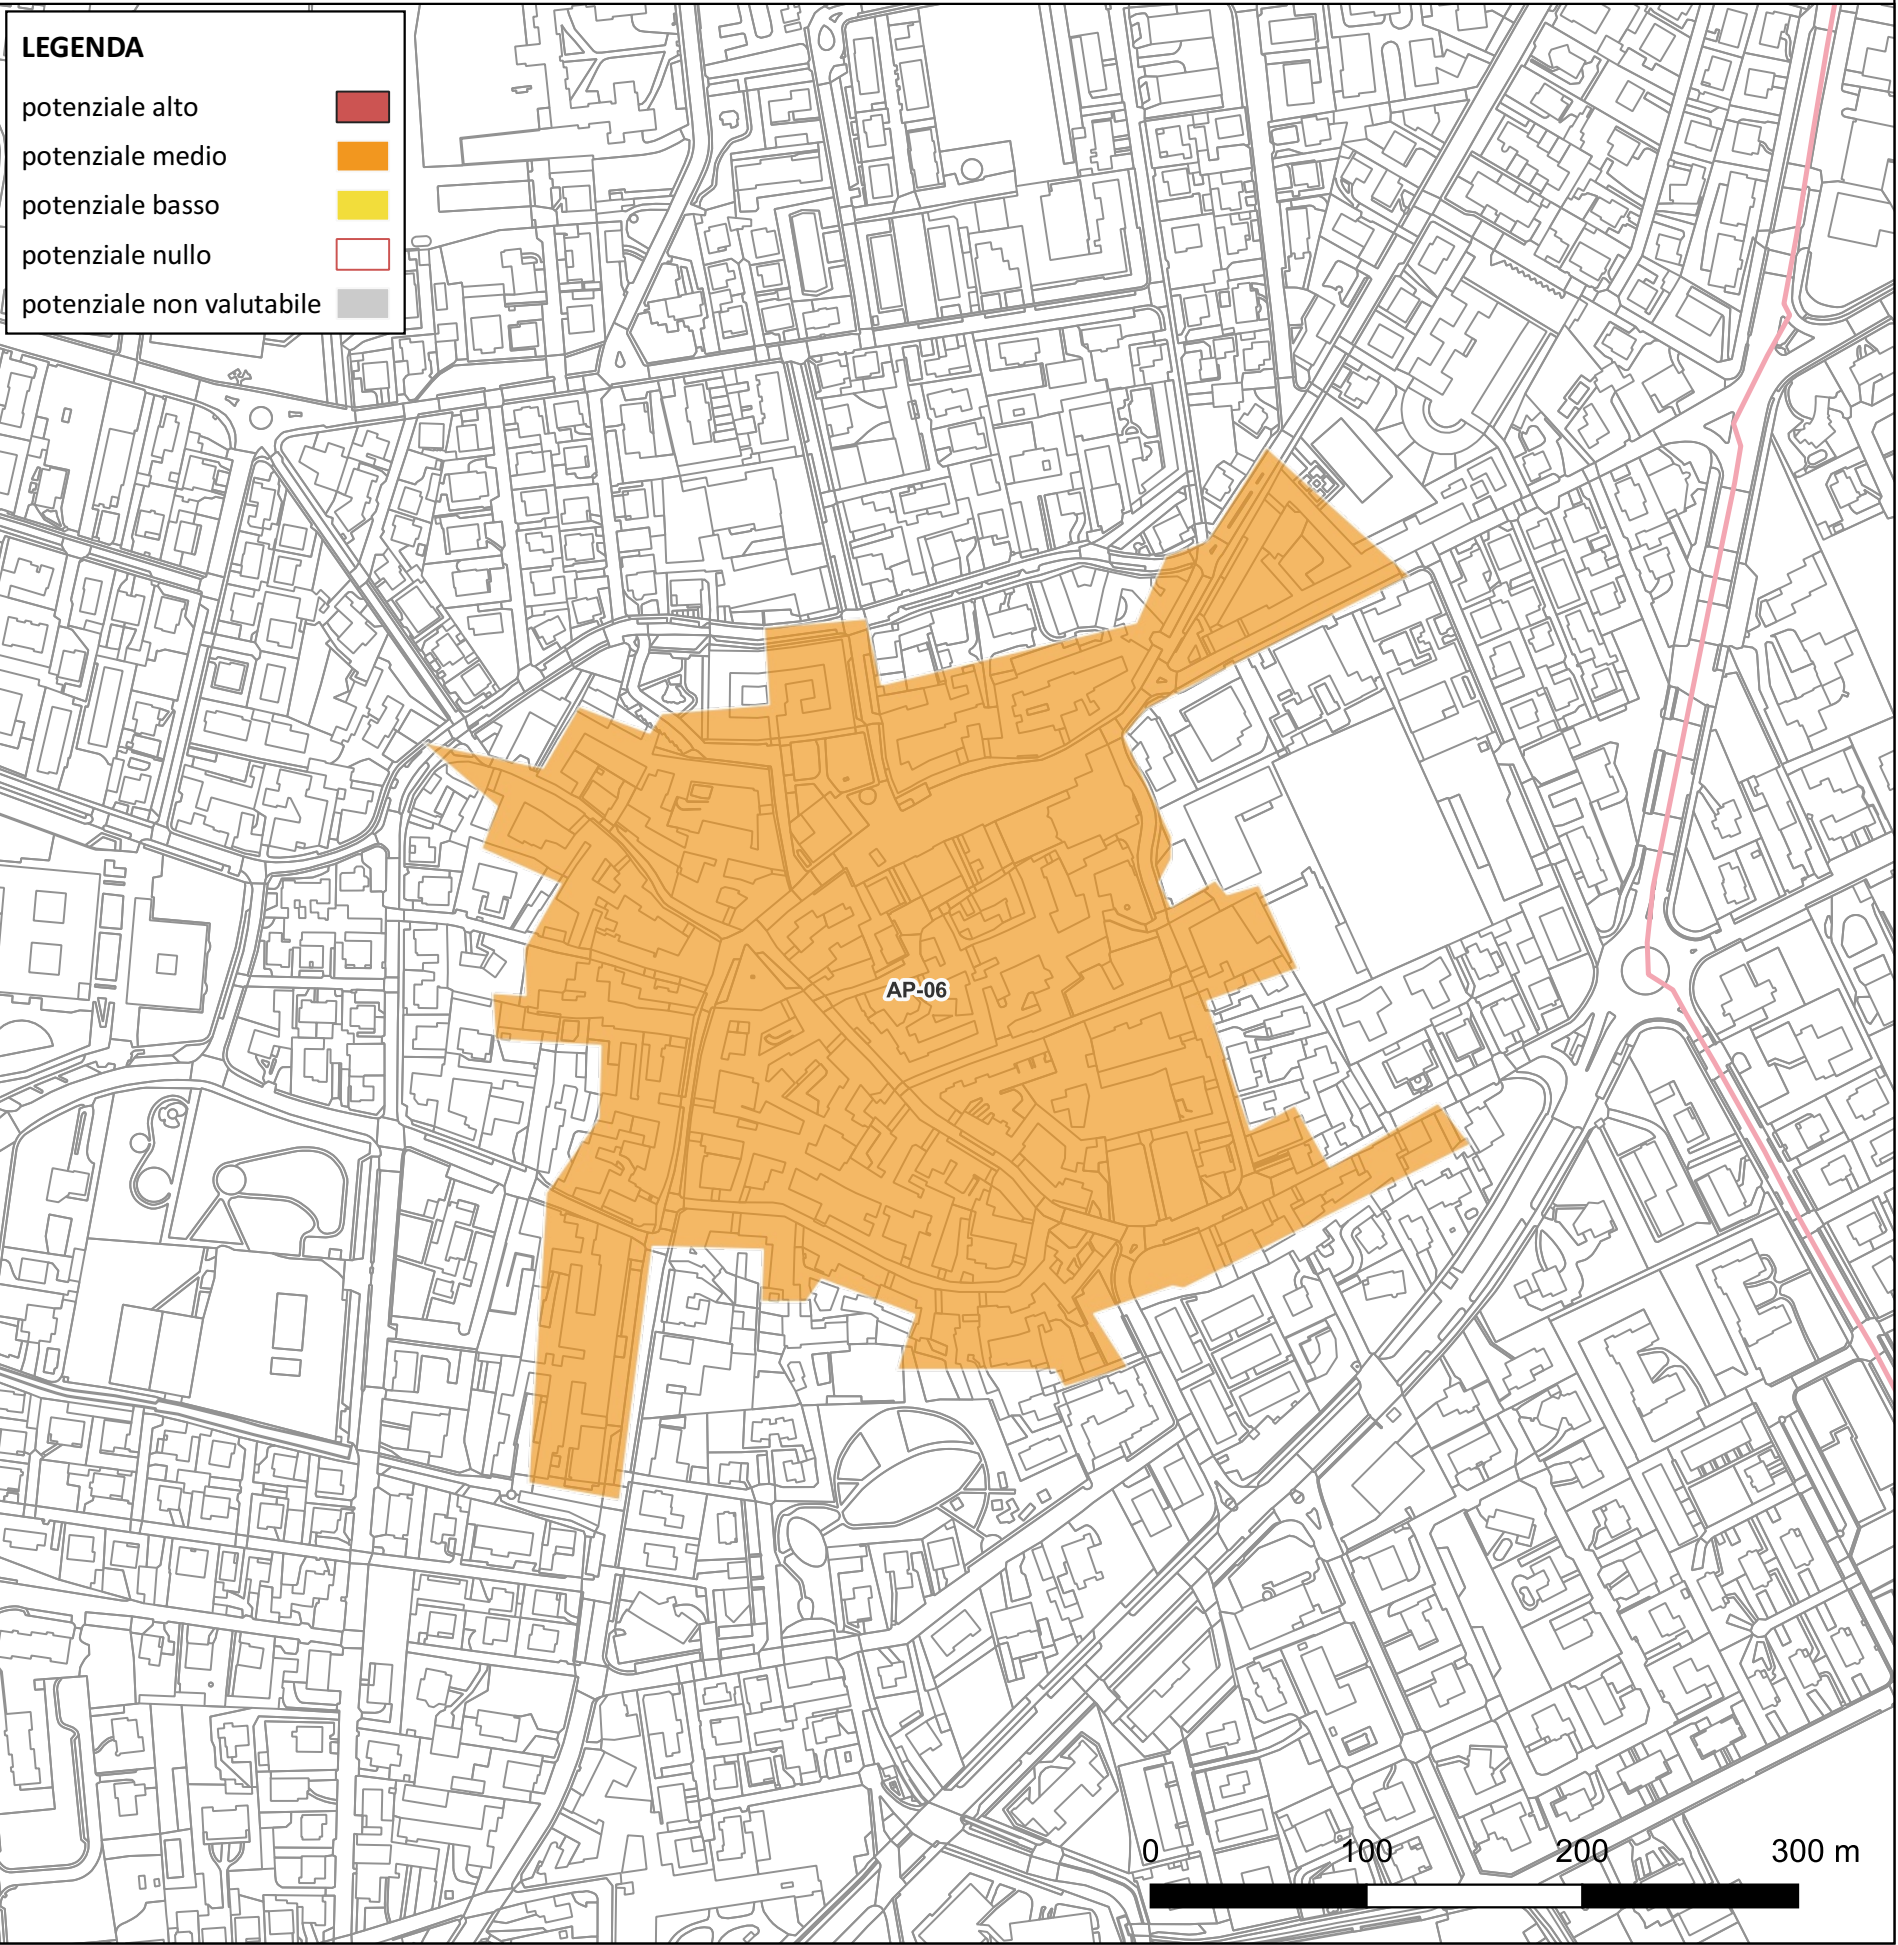 LEGENDA
potenziale alto
potenziale medio
potenziale basso
potenziale nullo
potenziale non valutabile
AP-06
0 100 200 300 m